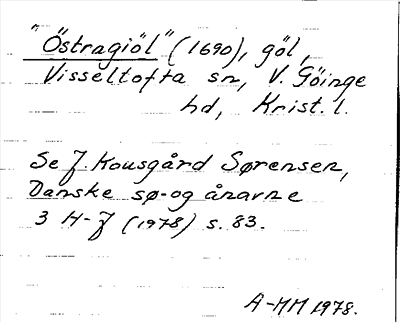 "Östragiöl" (1690), göl,
Visseltofta sn, V. Göinge
hd, Krist. l.
Se J. Kousgård Sørensen,
Danske sø- og ånavne
3 H-J (1978) s. 83.
A-MM 1978.